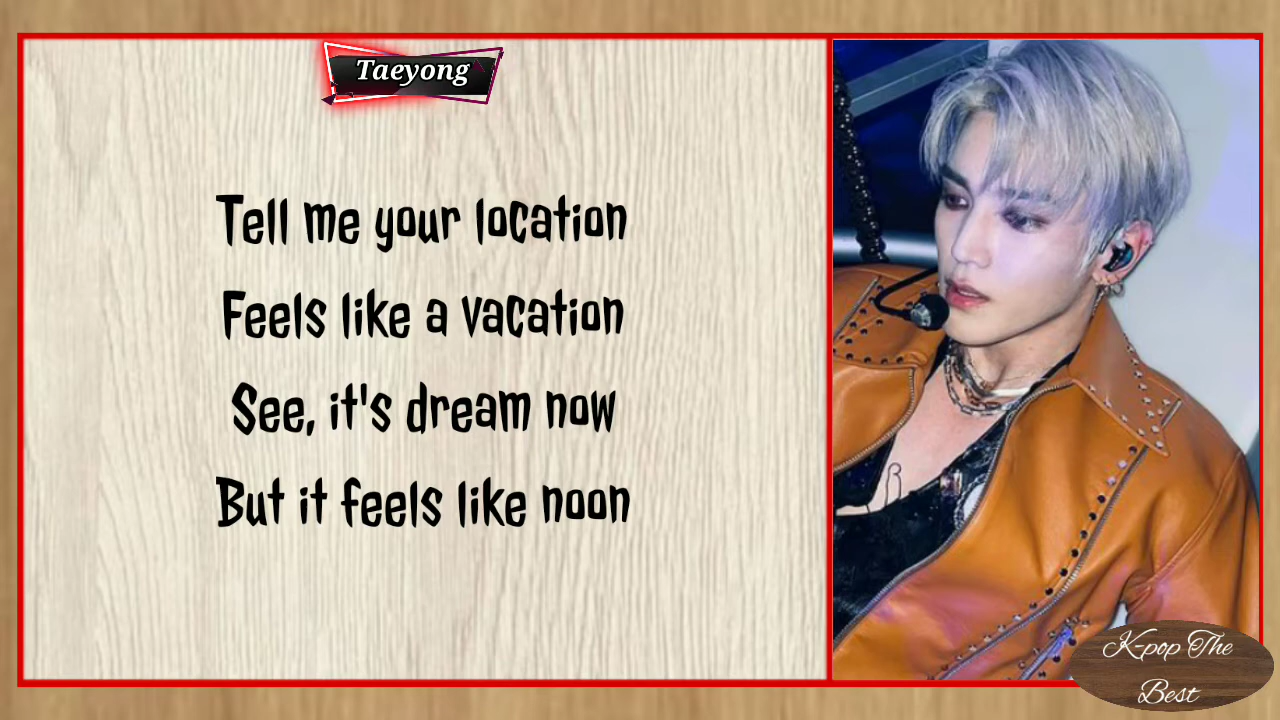 Taeyong
Tell me your location
Feels like a vacation
See, it's dream now
But it feels like noon
K-pop The
Best